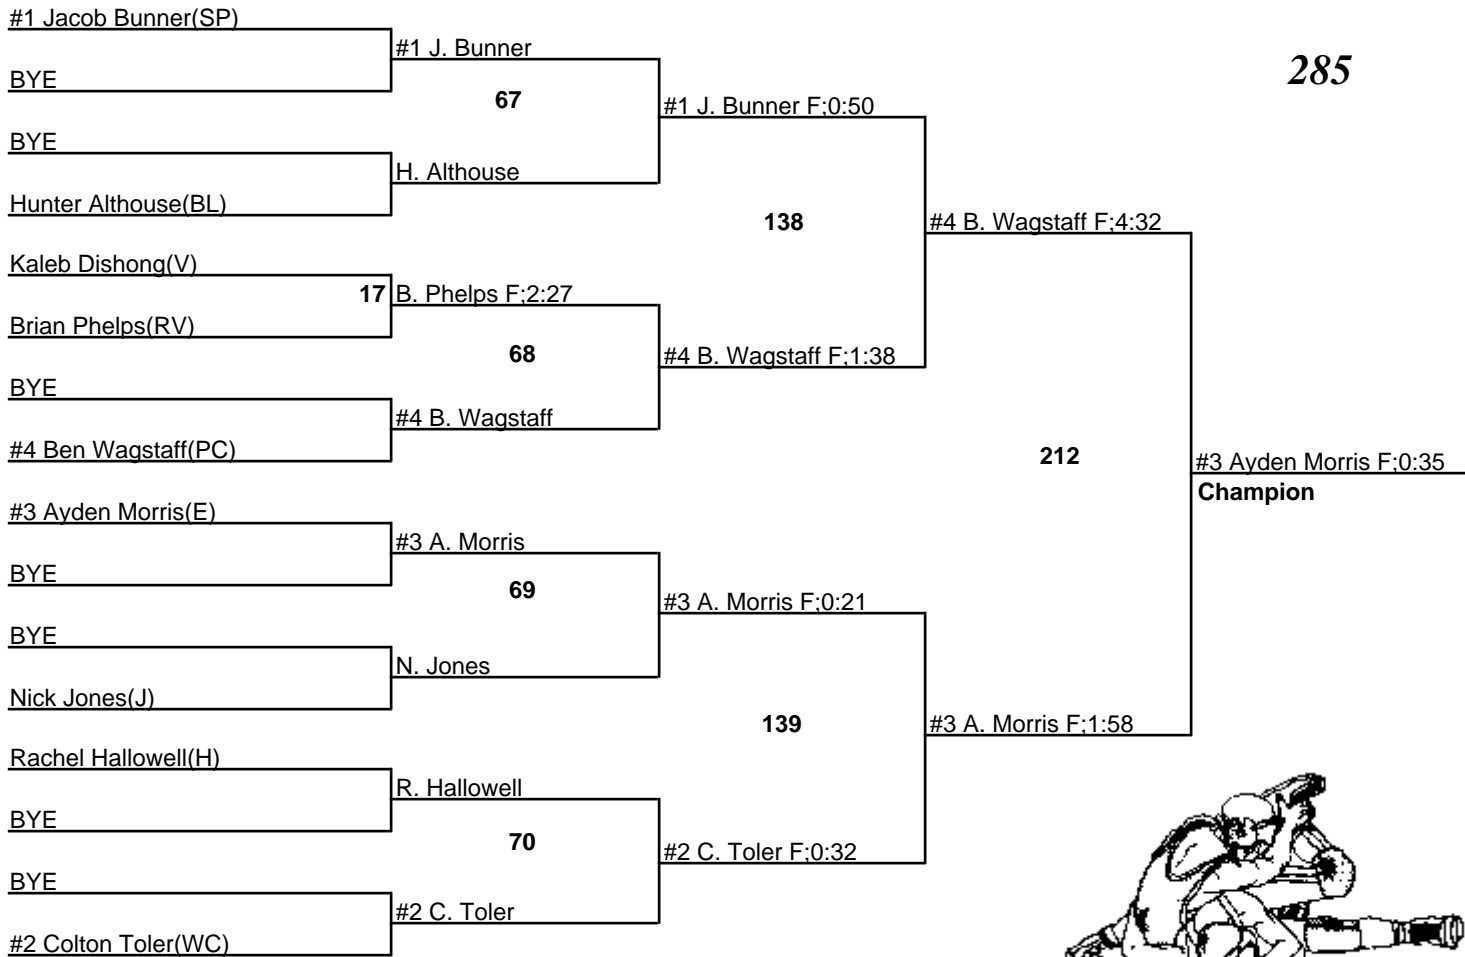 #1 Jacob Bunner(SP)
#1 J. Bunner
285
BYE
67
#1 J. Bunner F;0:50
BYE
H. Althouse
Hunter Althouse(BL)
138
#4 B. Wagstaff F;4:32
Kaleb Dishong(V)
17 B. Phelps F;2:27
Brian Phelps(RV)
68
#4 B. Wagstaff F;1:38
BYE
#4 B. Wagstaff
#4 Ben Wagstaff(PC)
212
#3 Ayden Morris F;0:35
Champion
#3 Ayden Morris(E)
#3 A. Morris
BYE
69
#3 A. Morris F;0:21
BYE
N. Jones
Nick Jones(J)
139
#3 A. Morris F;1:58
Rachel Hallowell(H)
R. Hallowell
BYE
70
#2 C. Toler F;0:32
BYE
#2 C. Toler
#2 Colton Toler(WC)